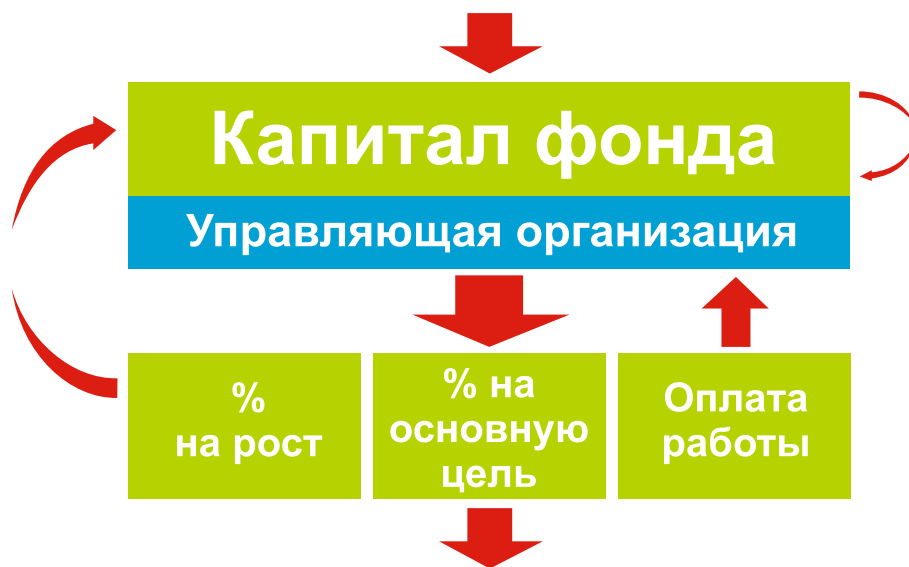 Капитал фонда
Управляющая организация
%
на рост
% на
основную
цель
Оплата
работы